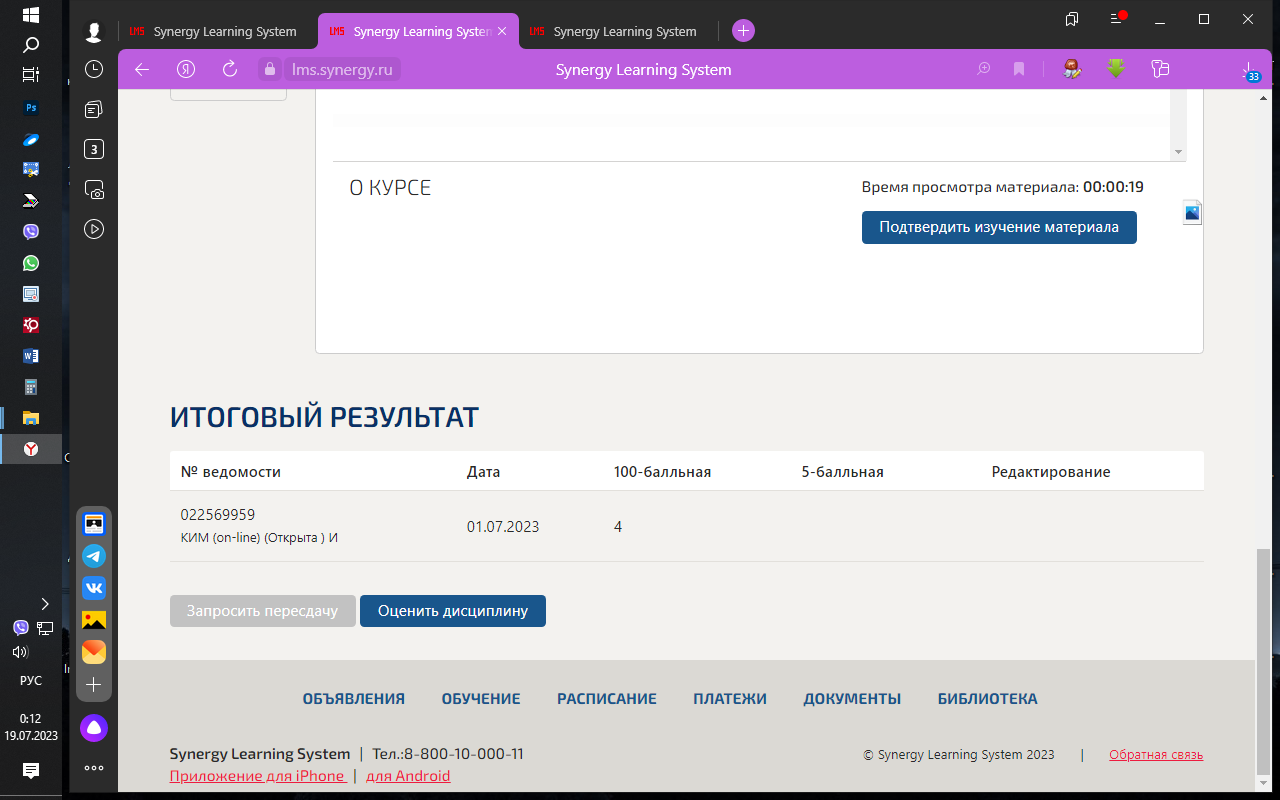 LMS Synergy Learning System
LMS Synergy Learning System
LMS Synergy Learning System
lms.synergy.ru
Synergy Learning System
33
Ps
3
О КУРСЕ
Время просмотра материала: 00:00:19
Подтвердить изучение материала
ИТОГОВЫЙ РЕЗУЛЬТАТ
№ ведомости Дата 100-балльная 5-балльная Редактирование
022569959
КИМ (on-line) (Открыта ) И
01.07.2023 4
Запросить пересдачу Оценить дисциплину
ОБЪЯВЛЕНИЯ ОБУЧЕНИЕ РАСПИСАНИЕ ПЛАТЕЖИ ДОКУМЕНТЫ БИБЛИОТЕКА
Synergy Learning System | Тел.:8-800-10-000-11
© Synergy Learning System 2023 | Обратная связь
Приложение для iPhone | для Android
РУС
0:12
19.07.2023